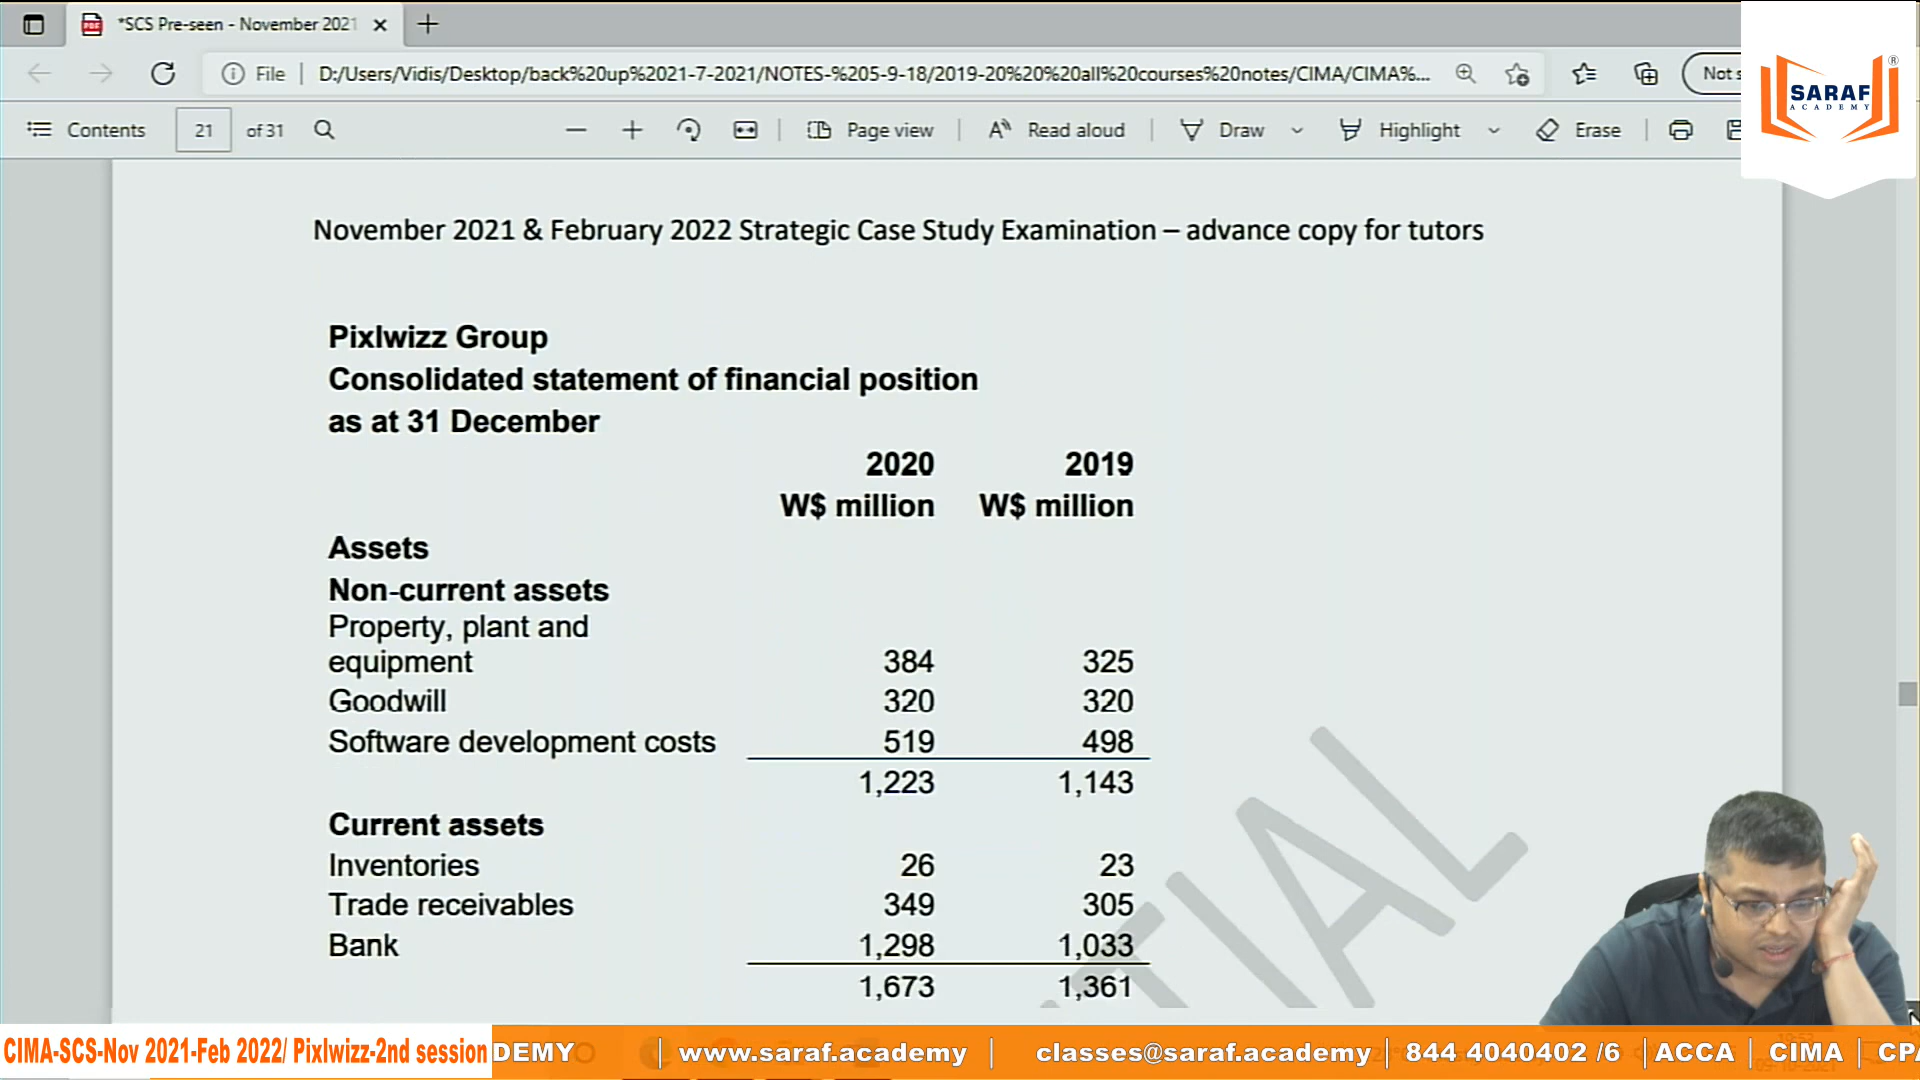 *SCS Pre-seen - November 2021
File
D:/Users/Vidis/Desktop/back%20up%2021-7-2021/NOTES-%205-9-18/2019-20%20%20all%20courses%20notes/CIMA/CIMA%...
Not s
SARAF
ACADEMY
®
Contents
21
of 31
Page view
Read aloud
Draw
Highlight
Erase
November 2021 & February 2022 Strategic Case Study Examination – advance copy for tutors
Pixlwizz Group
Consolidated statement of financial position
as at 31 December
2020 2019
W$ million W$ million
Assets
Non-current assets
Property, plant and
equipment 384 325
Goodwill 320 320
Software development costs 519 498
1,223 1,143
Current assets
Inventories 26 23
Trade receivables 349 305
Bank 1,298 1,033
1,673 1,361
TIAL
CIMA-SCS-Nov 2021-Feb 2022/ Pixlwizz-2nd session
DEMY | www.saraf.academy | classes@saraf.academy | 844 4040402 /6 | ACCA | CIMA | CPA